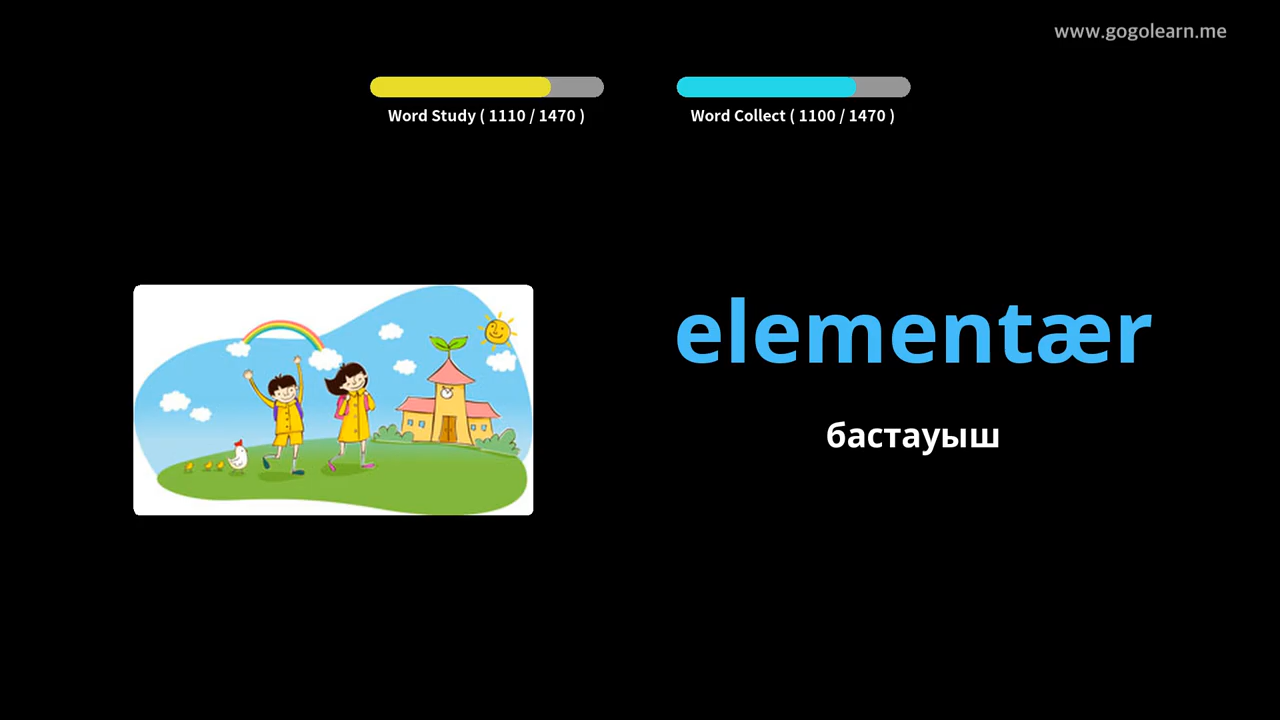 www.gogolearn.me
Word Study ( 1110 / 1470 )
Word Collect ( 1100 / 1470 )
elementær
бастауыш